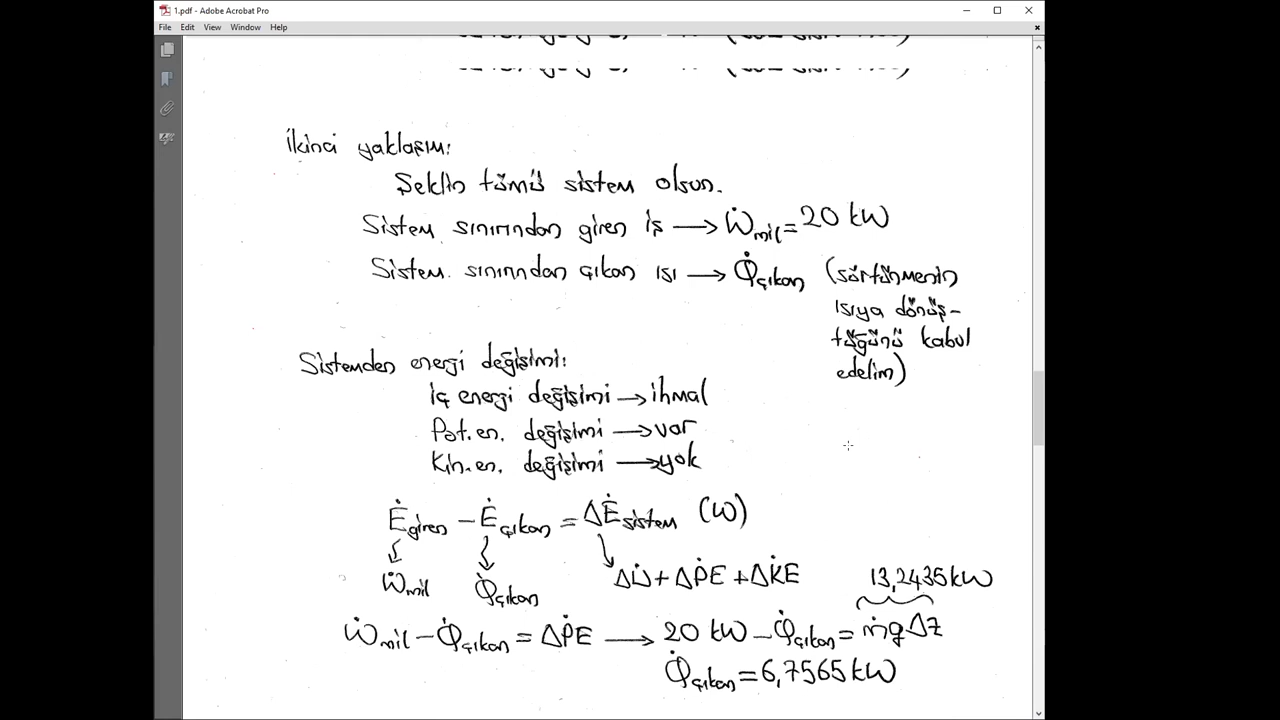 1.pdf - Adobe Acrobat Pro
File Edit View Window Help
İkinci yaklaşım:
Şeklin tümü sistem olsun.
Sistem sınırından giren iş → Ẇmil = 20 kW
Sistem sınırından çıkan ısı → Q̇çıkan (sürtünmenin
ısıya dönüş-
tüğünü kabul
edelim)
Sistemden energi değişimi:
İç energi değişimi → ihmal
Pot. en. değişimi → var
Kin. en. değişimi → yok
Ėgiren - Ėçıkan = ΔĖsistem (W)
Ẇmil Q̇çıkan ΔU̇ + ΔṖE + ΔK̇E 13,2435 kW
Ẇmil - Q̇çıkan = ΔṖE → 20 kW - Q̇çıkan = ṁgΔz
Q̇çıkan = 6,7565 kW